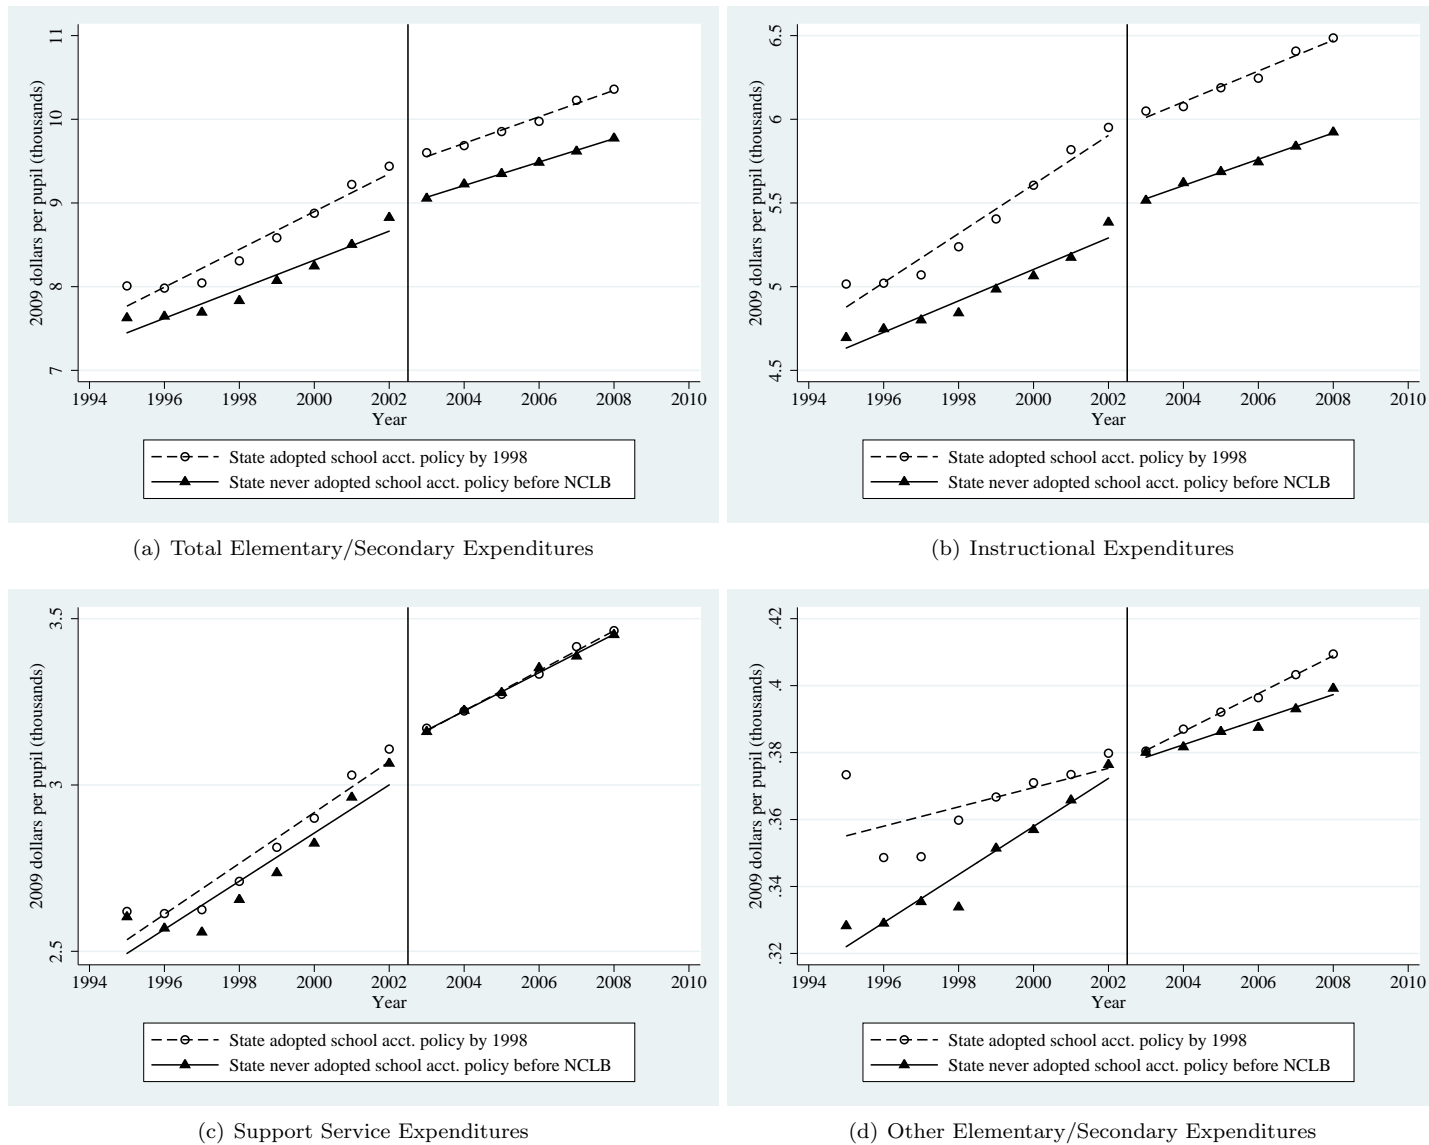 11
10
9
8
7
2009 dollars per pupil (thousands)
1994 1996 1998 2000 2002 2004 2006 2008 2010
Year
State adopted school acct. policy by 1998
State never adopted school acct. policy before NCLB
(a) Total Elementary/Secondary Expenditures
6.5
6
5.5
5
4.5
2009 dollars per pupil (thousands)
1994 1996 1998 2000 2002 2004 2006 2008 2010
Year
State adopted school acct. policy by 1998
State never adopted school acct. policy before NCLB
(b) Instructional Expenditures
3.5
3
2.5
2009 dollars per pupil (thousands)
1994 1996 1998 2000 2002 2004 2006 2008 2010
Year
State adopted school acct. policy by 1998
State never adopted school acct. policy before NCLB
(c) Support Service Expenditures
.42
.4
.38
.36
.34
.32
2009 dollars per pupil (thousands)
1994 1996 1998 2000 2002 2004 2006 2008 2010
Year
State adopted school acct. policy by 1998
State never adopted school acct. policy before NCLB
(d) Other Elementary/Secondary Expenditures